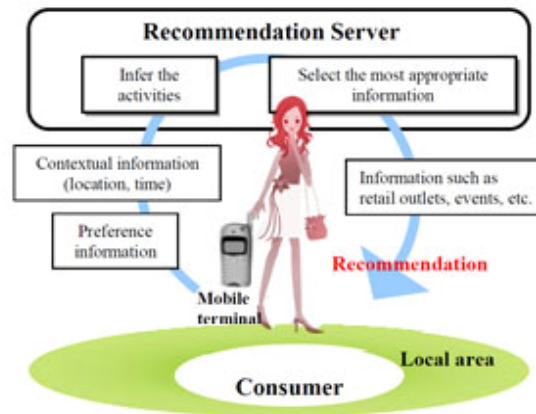 Recommendation Server
Infer the
activities
Select the most appropriate
information
Contextual information
(location, time)
Information such as
retail outlets, events, etc.
Preference
information
Recommendation
Mobile
terminal
Local area
Consumer